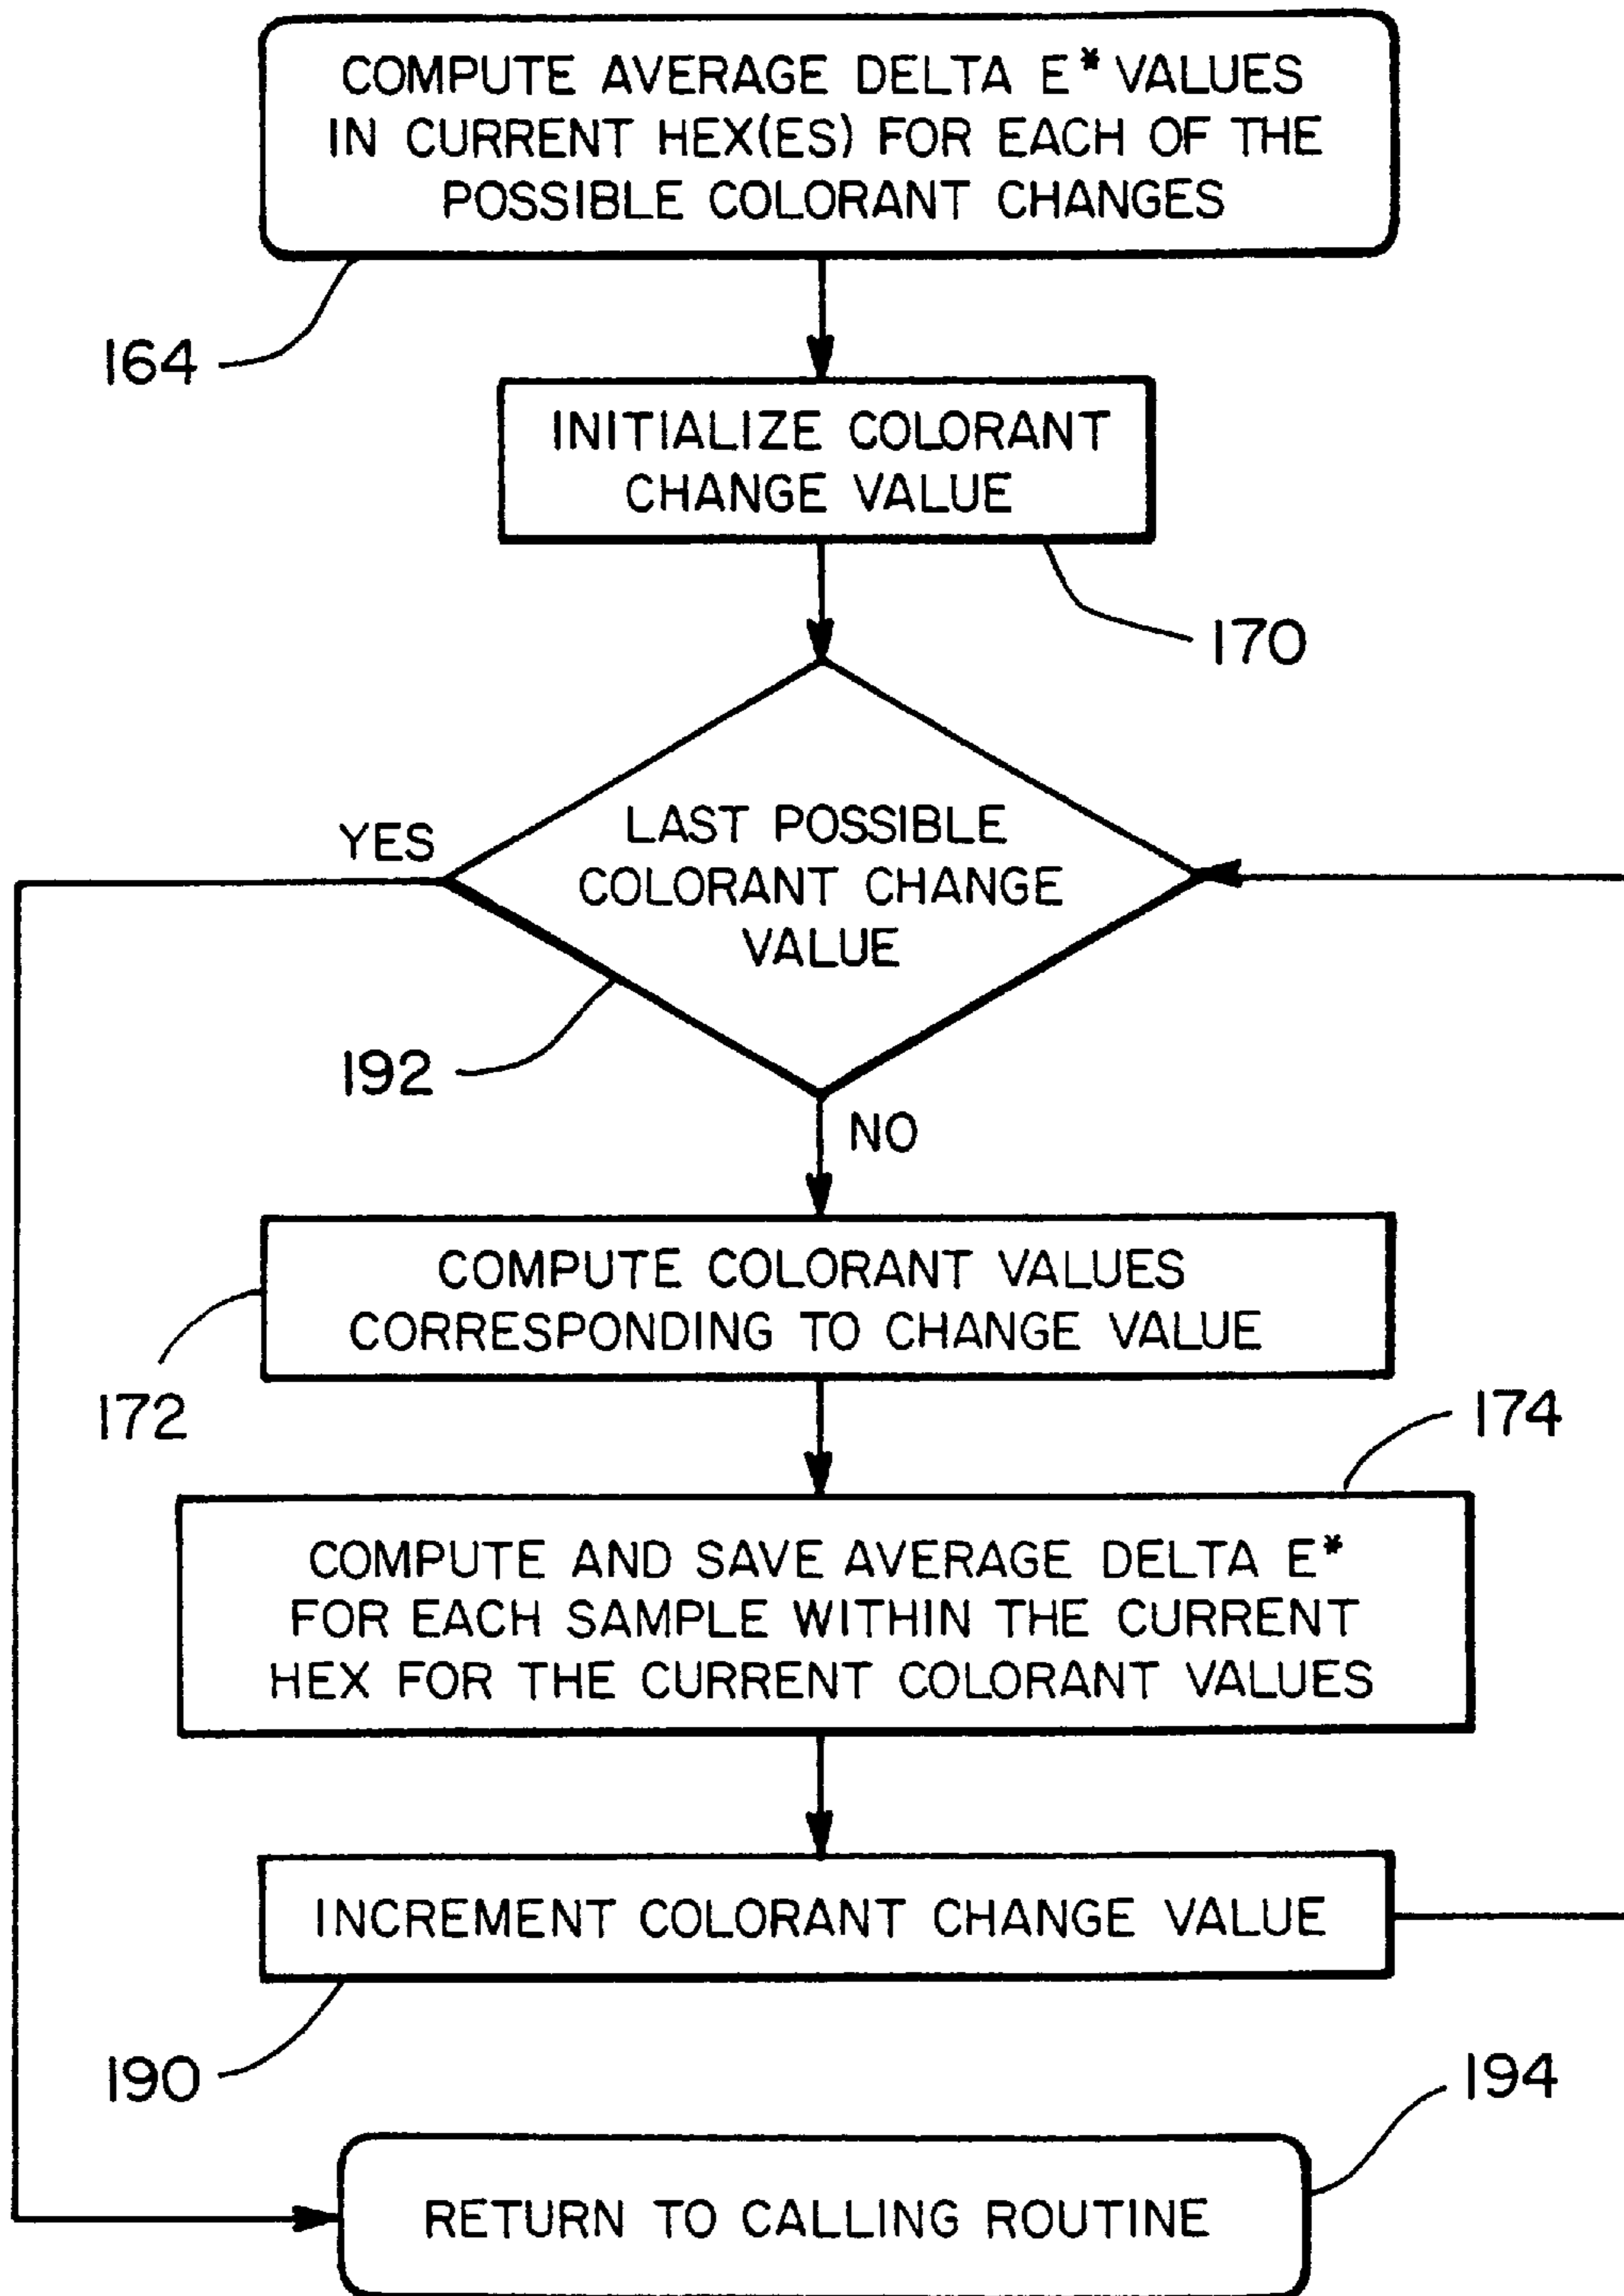 COMPUTE AVERAGE DELTA E* VALUES
IN CURRENT HEX(ES) FOR EACH OF THE
POSSIBLE COLORANT CHANGES
164
INITIALIZE COLORANT
CHANGE VALUE
170
YES
LAST POSSIBLE
COLORANT CHANGE
VALUE
192
NO
COMPUTE COLORANT VALUES
CORRESPONDING TO CHANGE VALUE
172
174
COMPUTE AND SAVE AVERAGE DELTA E*
FOR EACH SAMPLE WITHIN THE CURRENT
HEX FOR THE CURRENT COLORANT VALUES
INCREMENT COLORANT CHANGE VALUE
190
194
RETURN TO CALLING ROUTINE